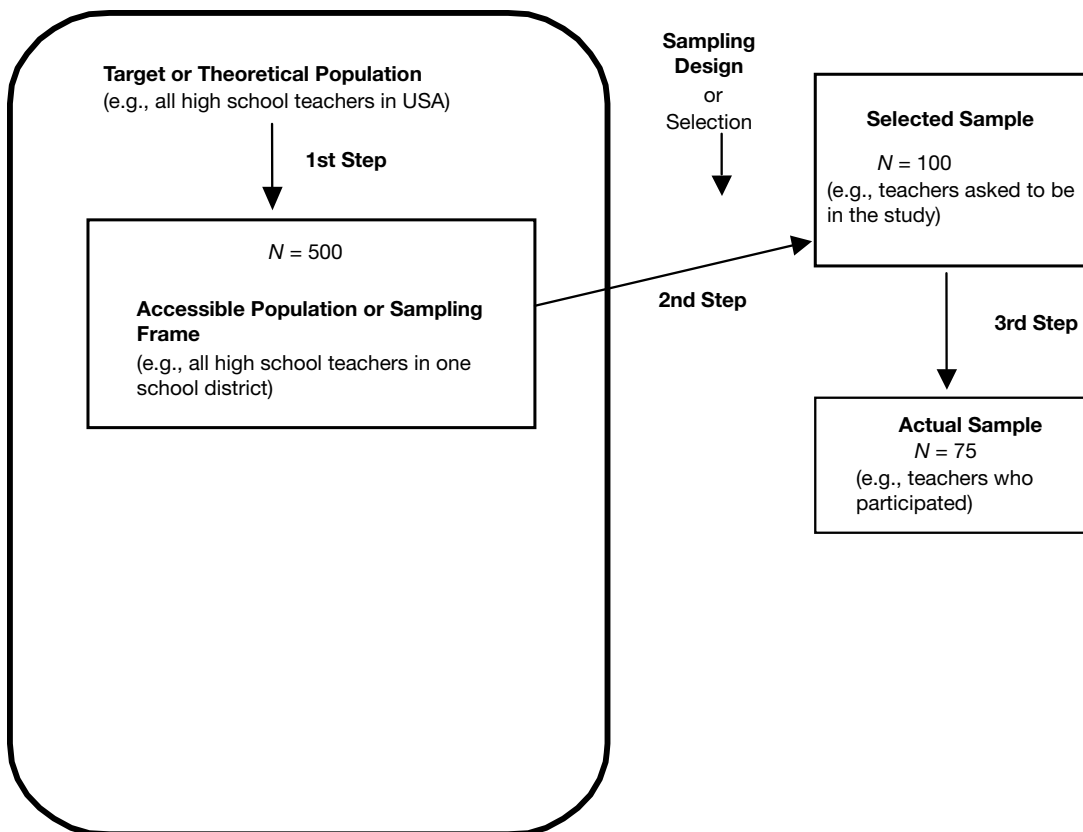 Target or Theoretical Population
(e.g., all high school teachers in USA)
1st Step
N = 500
Accessible Population or Sampling
Frame
(e.g., all high school teachers in one
school district)
Sampling
Design
or
Selection
2nd Step
Selected Sample
N = 100
(e.g., teachers asked to be
in the study)
3rd Step
Actual Sample
N = 75
(e.g., teachers who
participated)